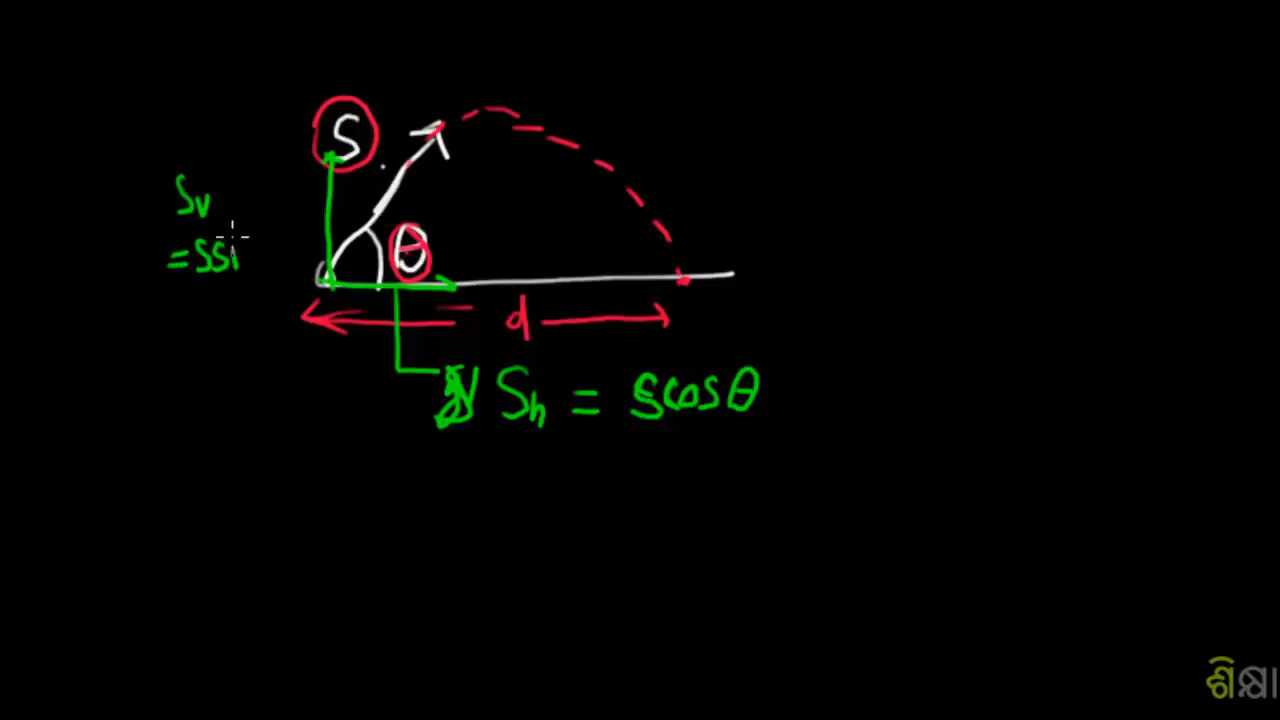 S
Sv
= ssi
θ
d
Sh = scosθ
ଶିକ୍ଷା